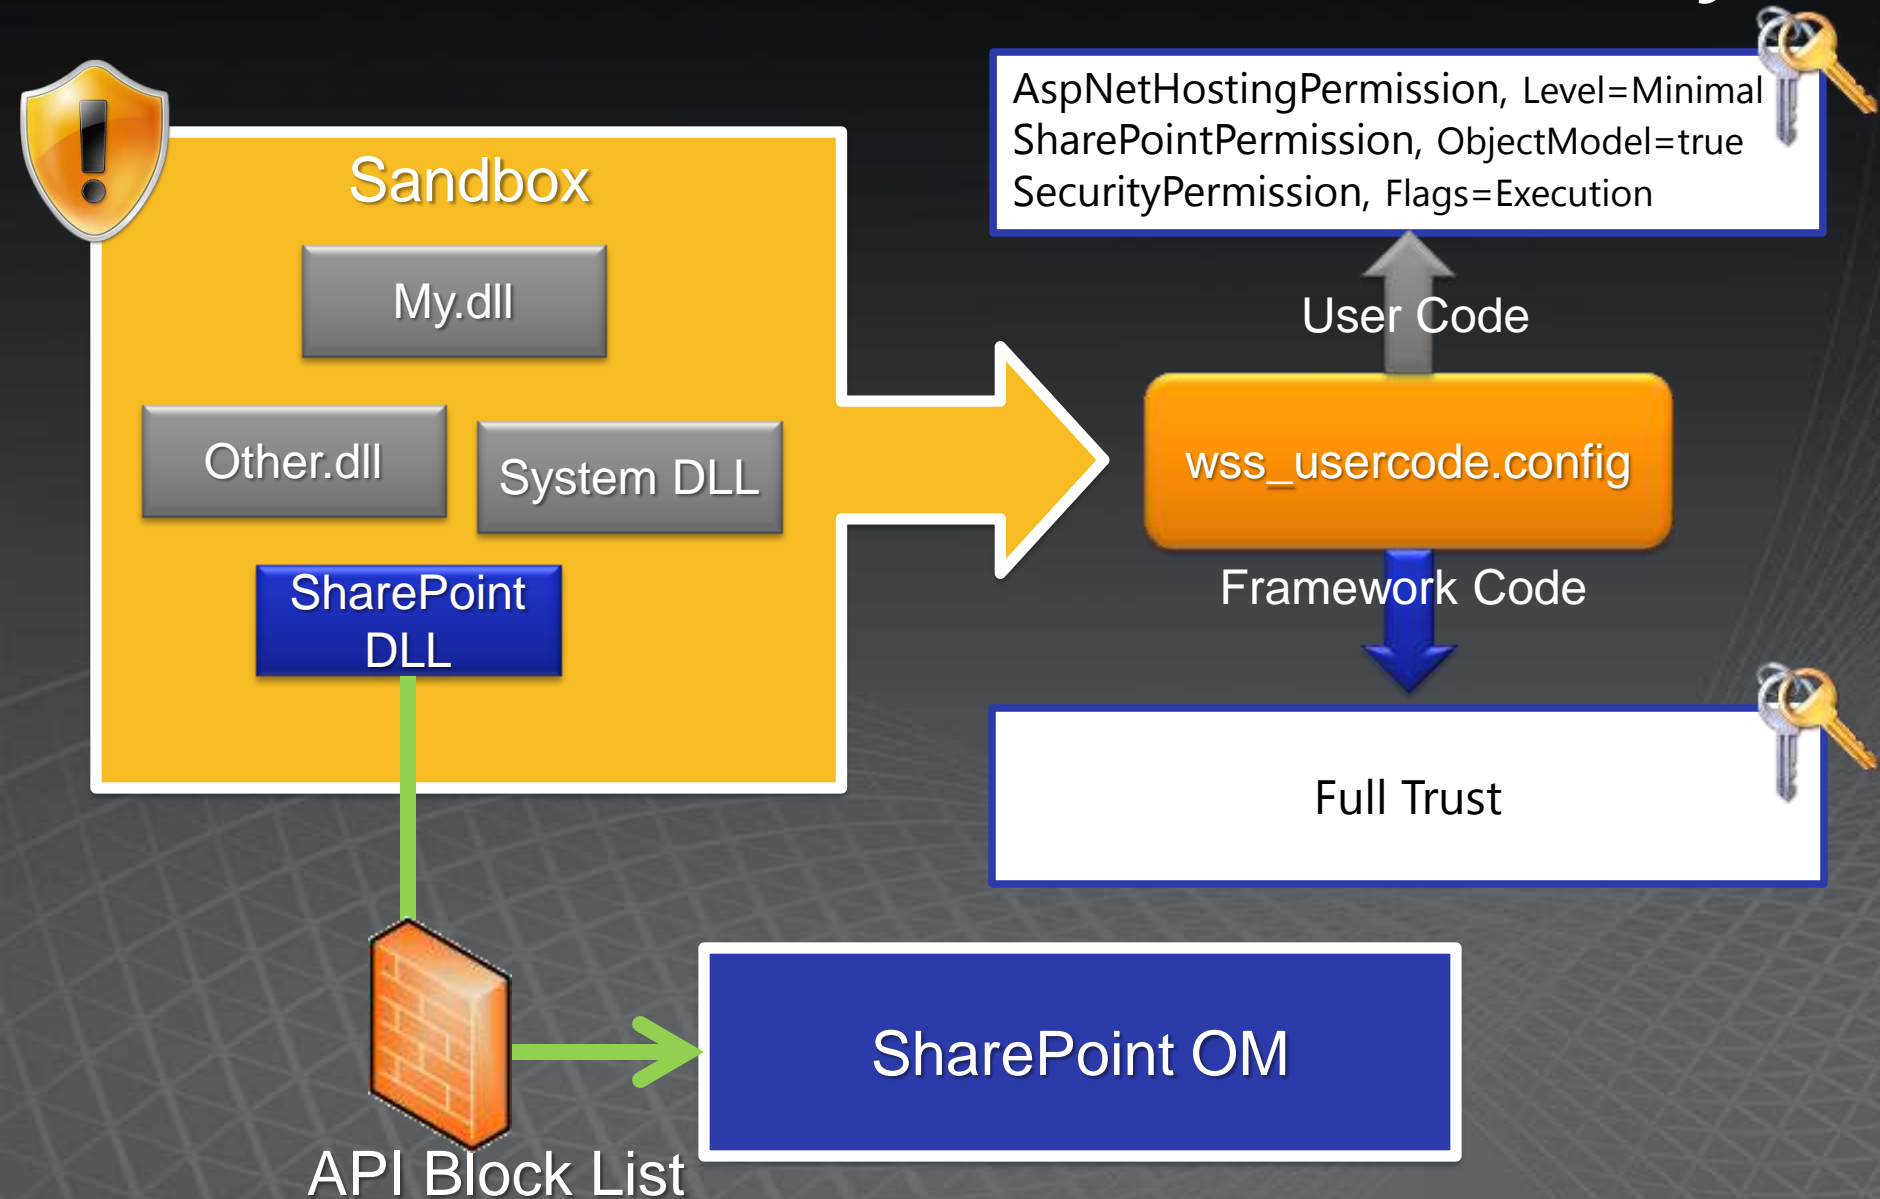 Sandbox
My.dll
Other.dll
System DLL
SharePoint
DLL
AspNetHostingPermission, Level=Minimal
SharePointPermission, ObjectModel=true
SecurityPermission, Flags=Execution
User Code
wss_usercode.config
Framework Code
Full Trust
SharePoint OM
API Block List